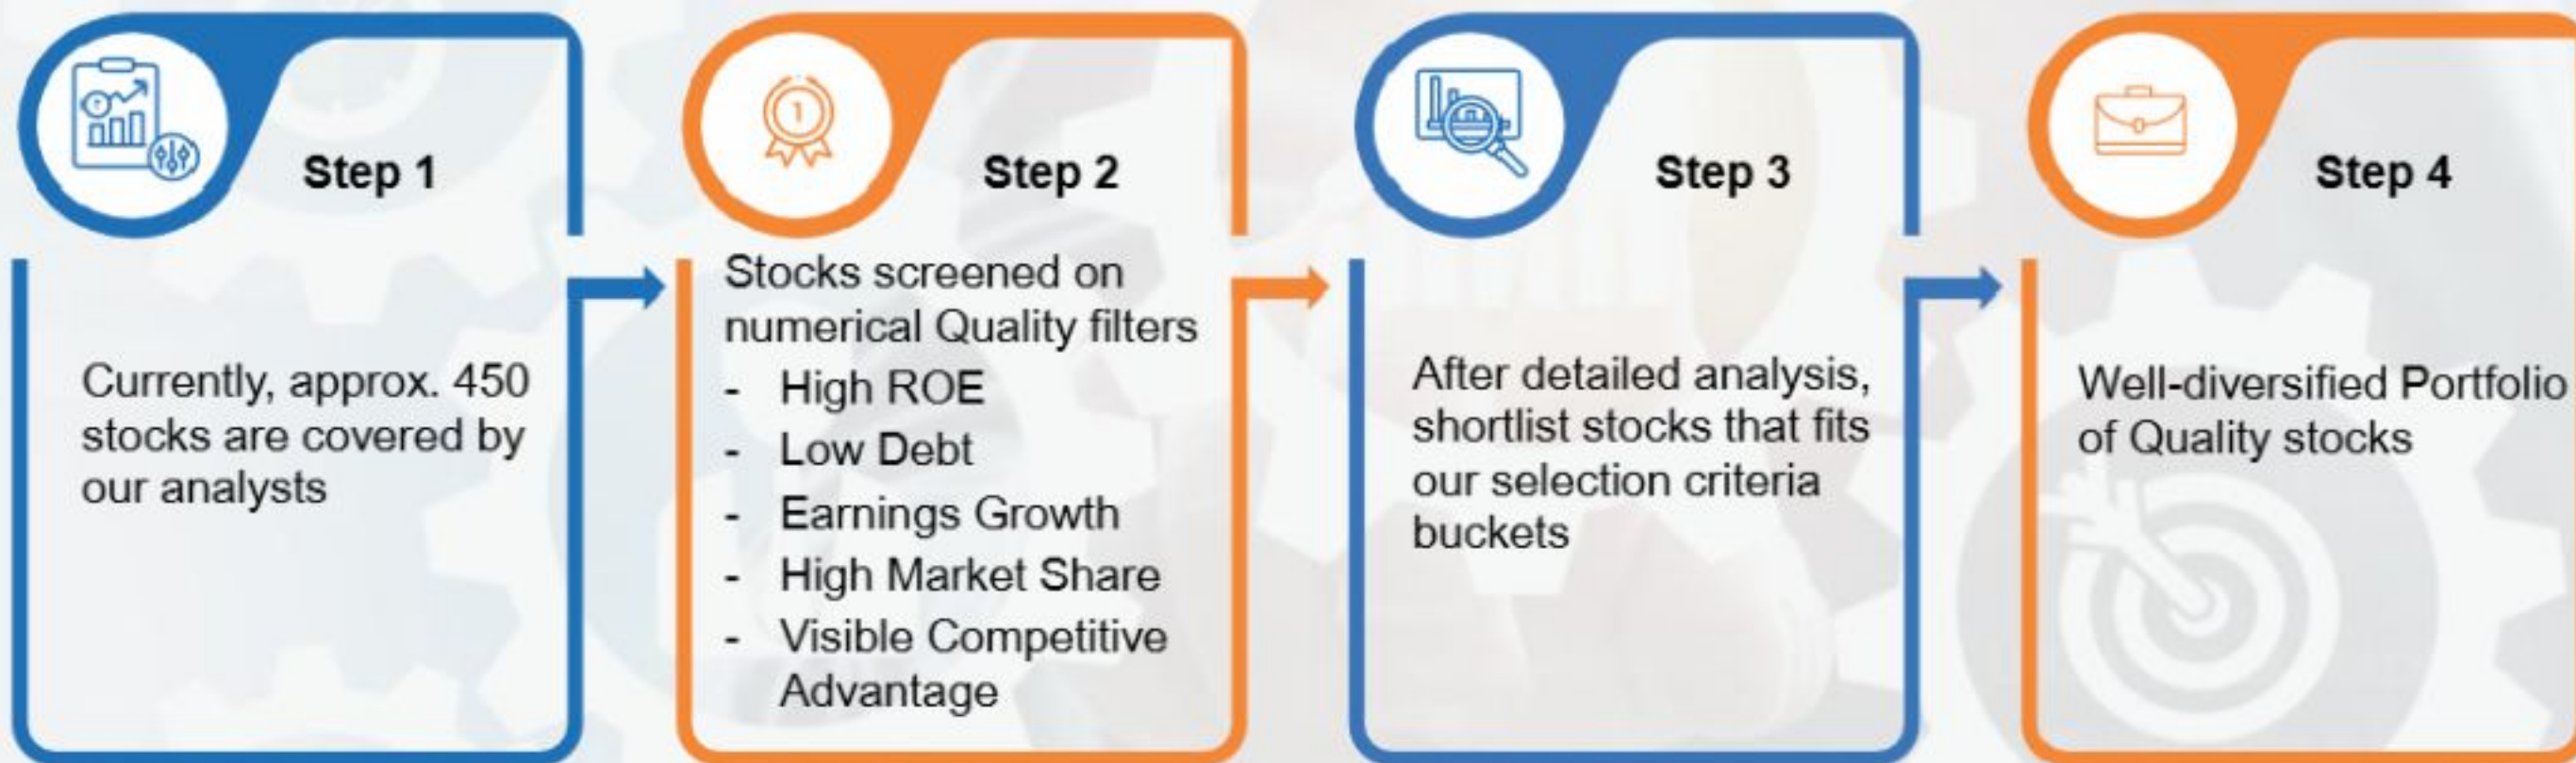 Step 1
Currently, approx. 450
stocks are covered by
our analysts
Step 2
Stocks screened on
numerical Quality filters
- High ROE
- Low Debt
- Earnings Growth
- High Market Share
- Visible Competitive
Advantage
Step 3
After detailed analysis,
shortlist stocks that fits
our selection criteria
buckets
Step 4
Well-diversified Portfolio
of Quality stocks